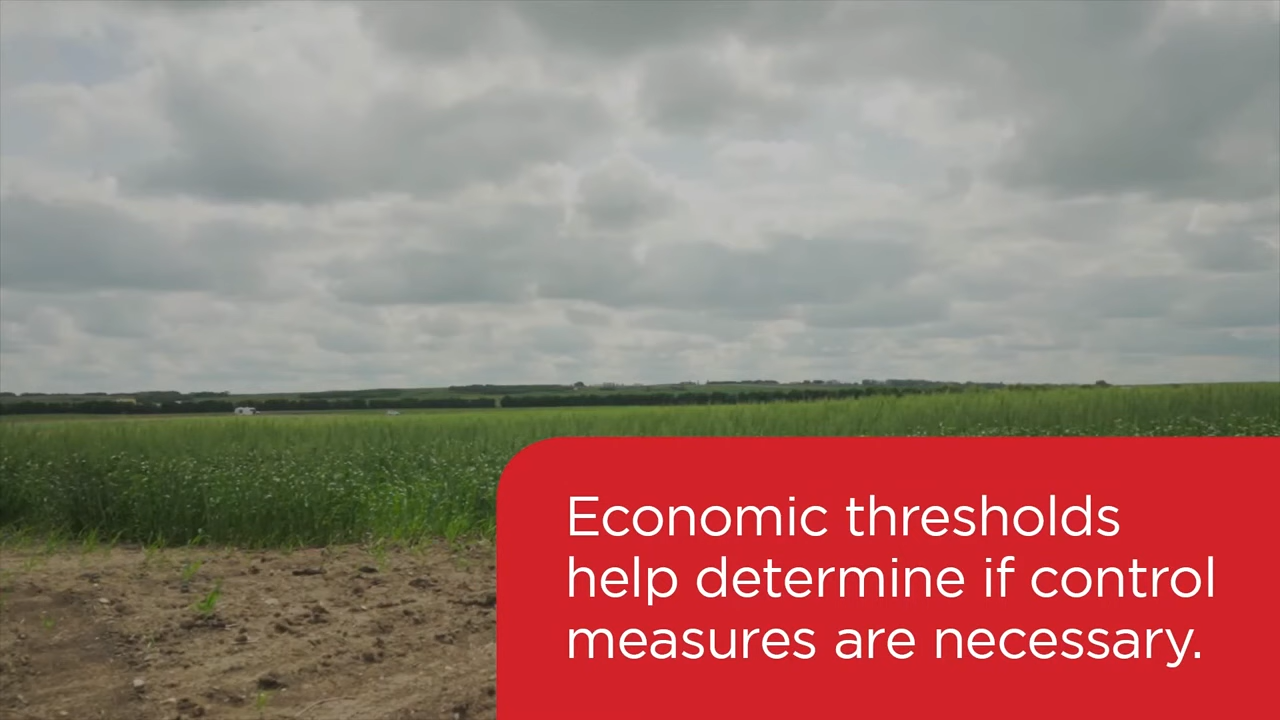 Economic thresholds
help determine if control
measures are necessary.